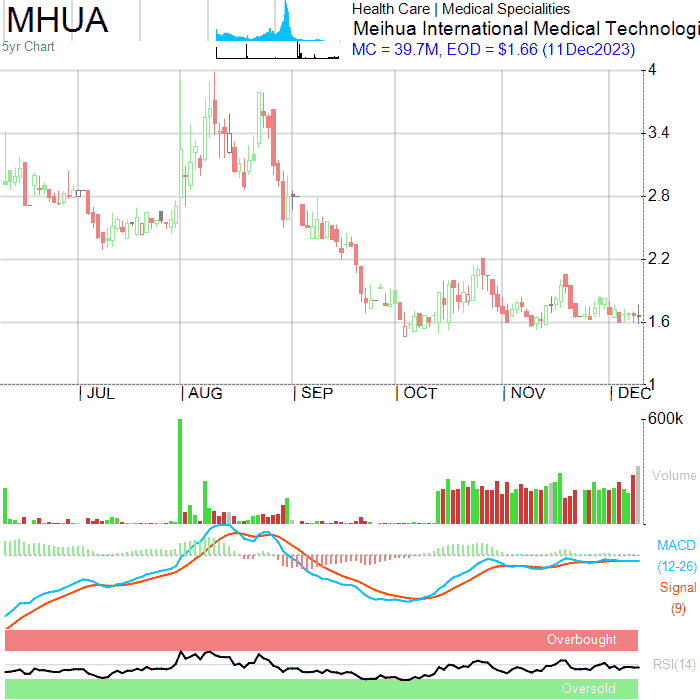 MHUA
5yr Chart
Health Care | Medical Specialities
Meihua International Medical Technologi
MC = 39.7M, EOD = $1.66 (11Dec2023)
4
3.4
2.8
2.2
1.6
1
| JUL | AUG | SEP | OCT | NOV | DEC
600k
Volume
MACD
(12-26)
Signal
(9)
Overbought
RSI(14)
Oversold